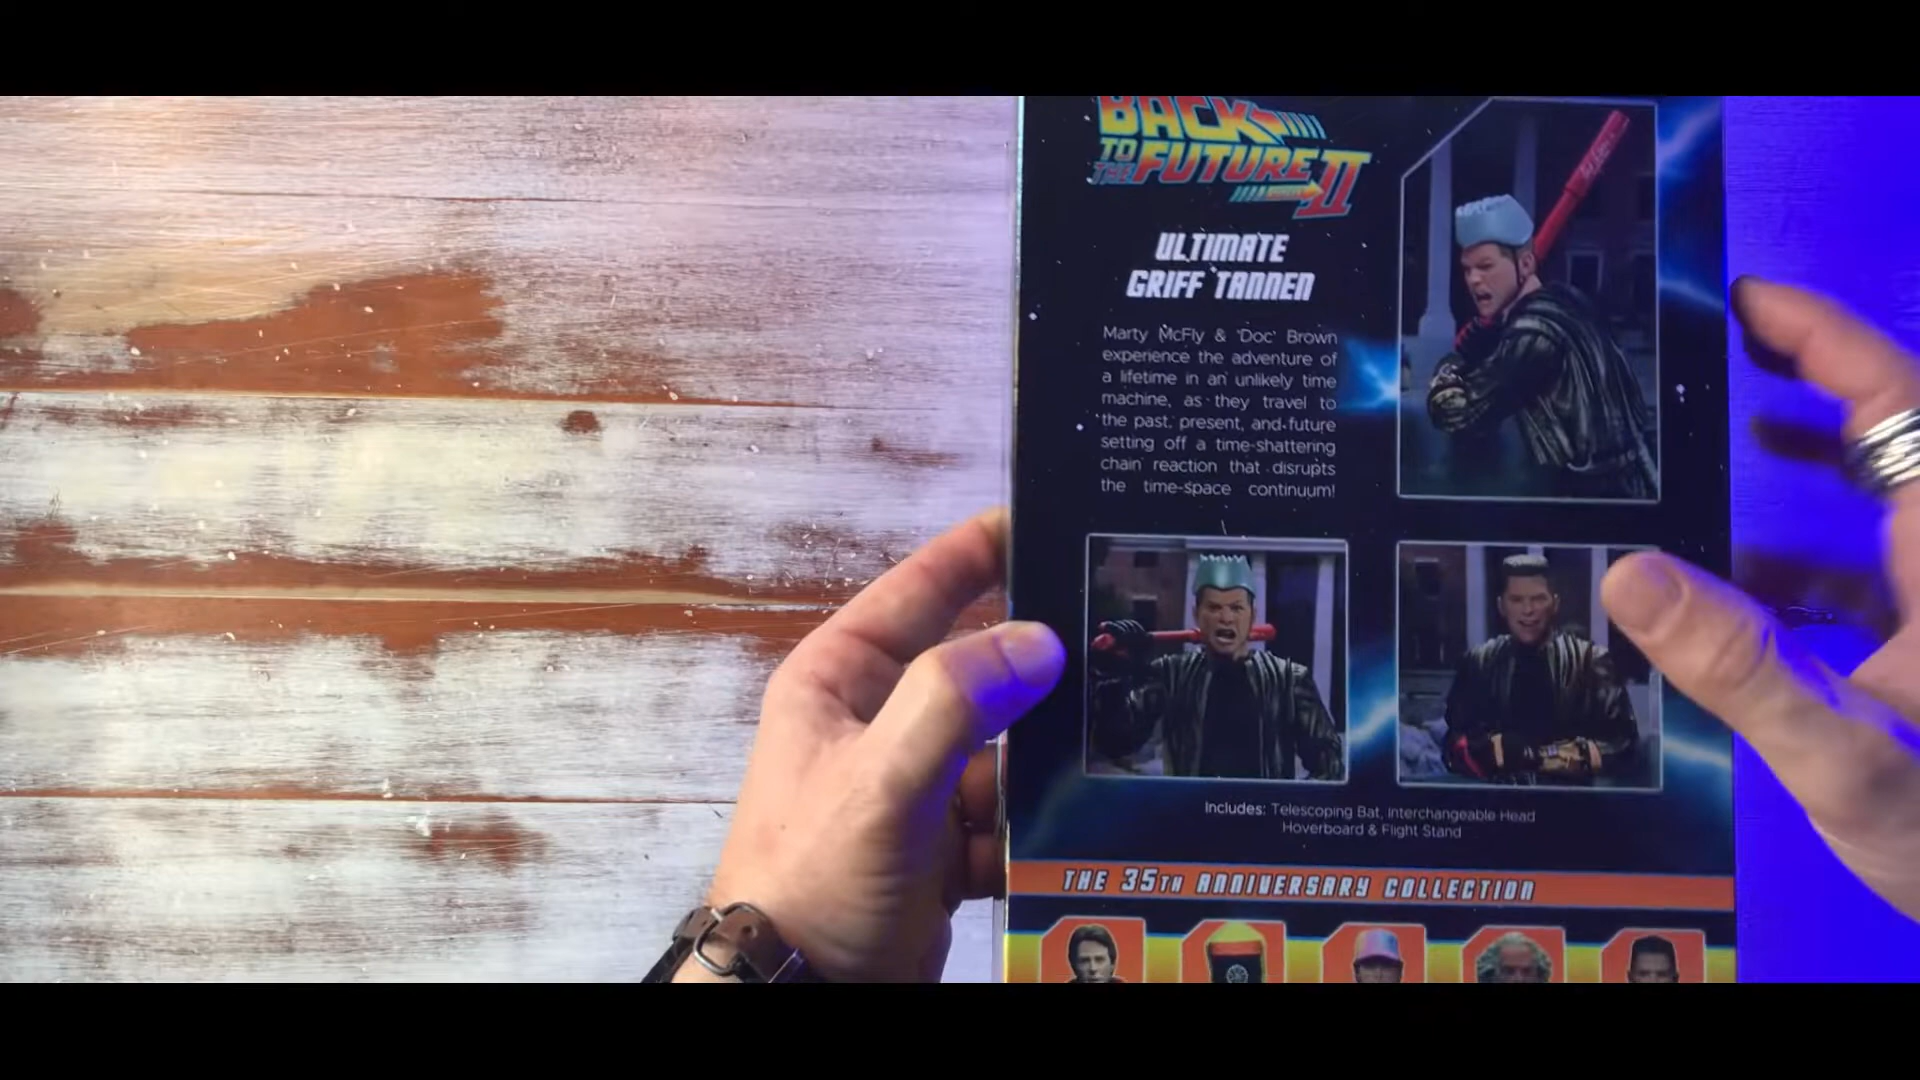 BACK
TO
THE FUTURE II
ULTIMATE
GRIFF TANNEN
Marty McFly & 'Doc' Brown
experience the adventure of
a lifetime in an unlikely time
machine, as they travel to
the past, present, and future
setting off a time-shattering
chain reaction that disrupts
the time-space continuum!
Includes: Telescoping Bat, Interchangeable Head
Hoverboard & Flight Stand
THE 35TH ANNIVERSARY COLLECTION